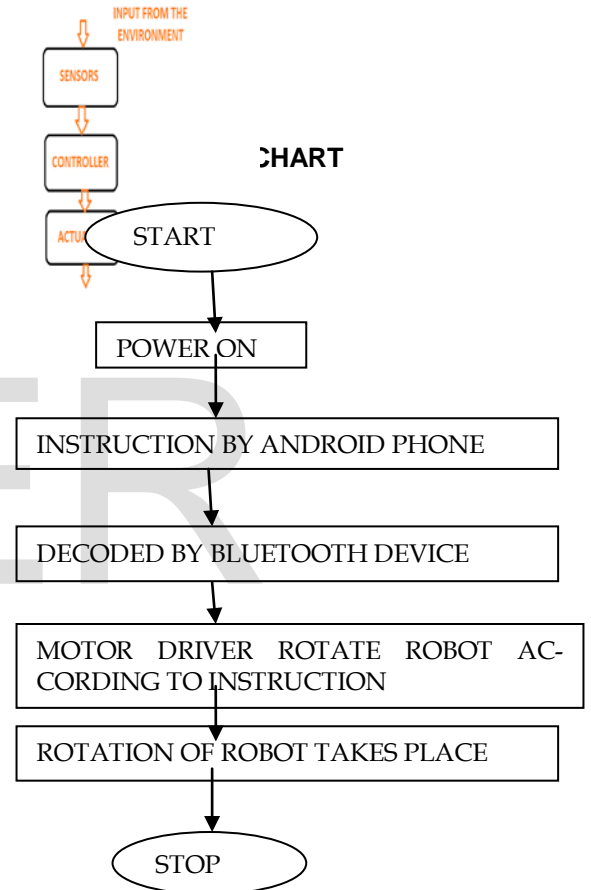 INPUT FROM THE
ENVIRONMENT
SENSORS
CONTROLLER
CHART
START
POWER ON
INSTRUCTION BY ANDROID PHONE
DECODED BY BLUETOOTH DEVICE
MOTOR DRIVER ROTATE ROBOT AC-
CORDING TO INSTRUCTION
ROTATION OF ROBOT TAKES PLACE
STOP